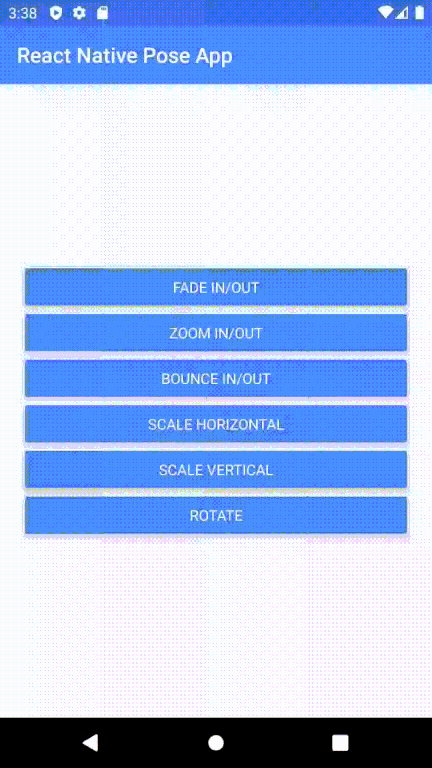 3:38
React Native Pose App
FADE IN/OUT
ZOOM IN/OUT
BOUNCE IN/OUT
SCALE HORIZONTAL
SCALE VERTICAL
ROTATE